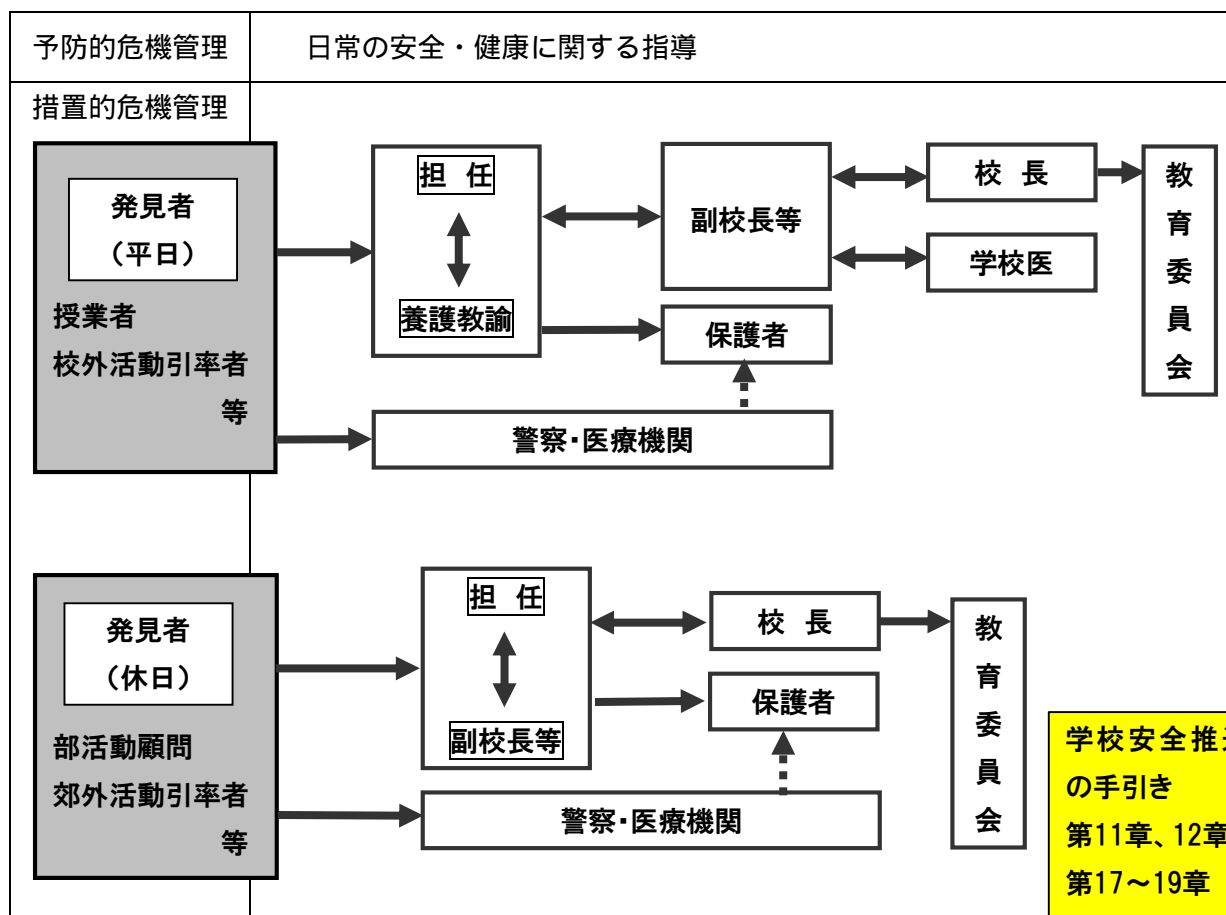 予防的危機管理
日常の安全・健康に関する指導
措置的危機管理
発見者
（平日）
授業者
校外活動引率者
等
担 任
養護教諭
副校長等
校 長
学校医
保護者
教育委員会
警察・医療機関
発見者
（休日）
部活動顧問
郊外活動引率者
等
担 任
副校長等
校 長
保護者
教育委員会
警察・医療機関
学校安全推
の手引き
第11章、12章
第17～19章